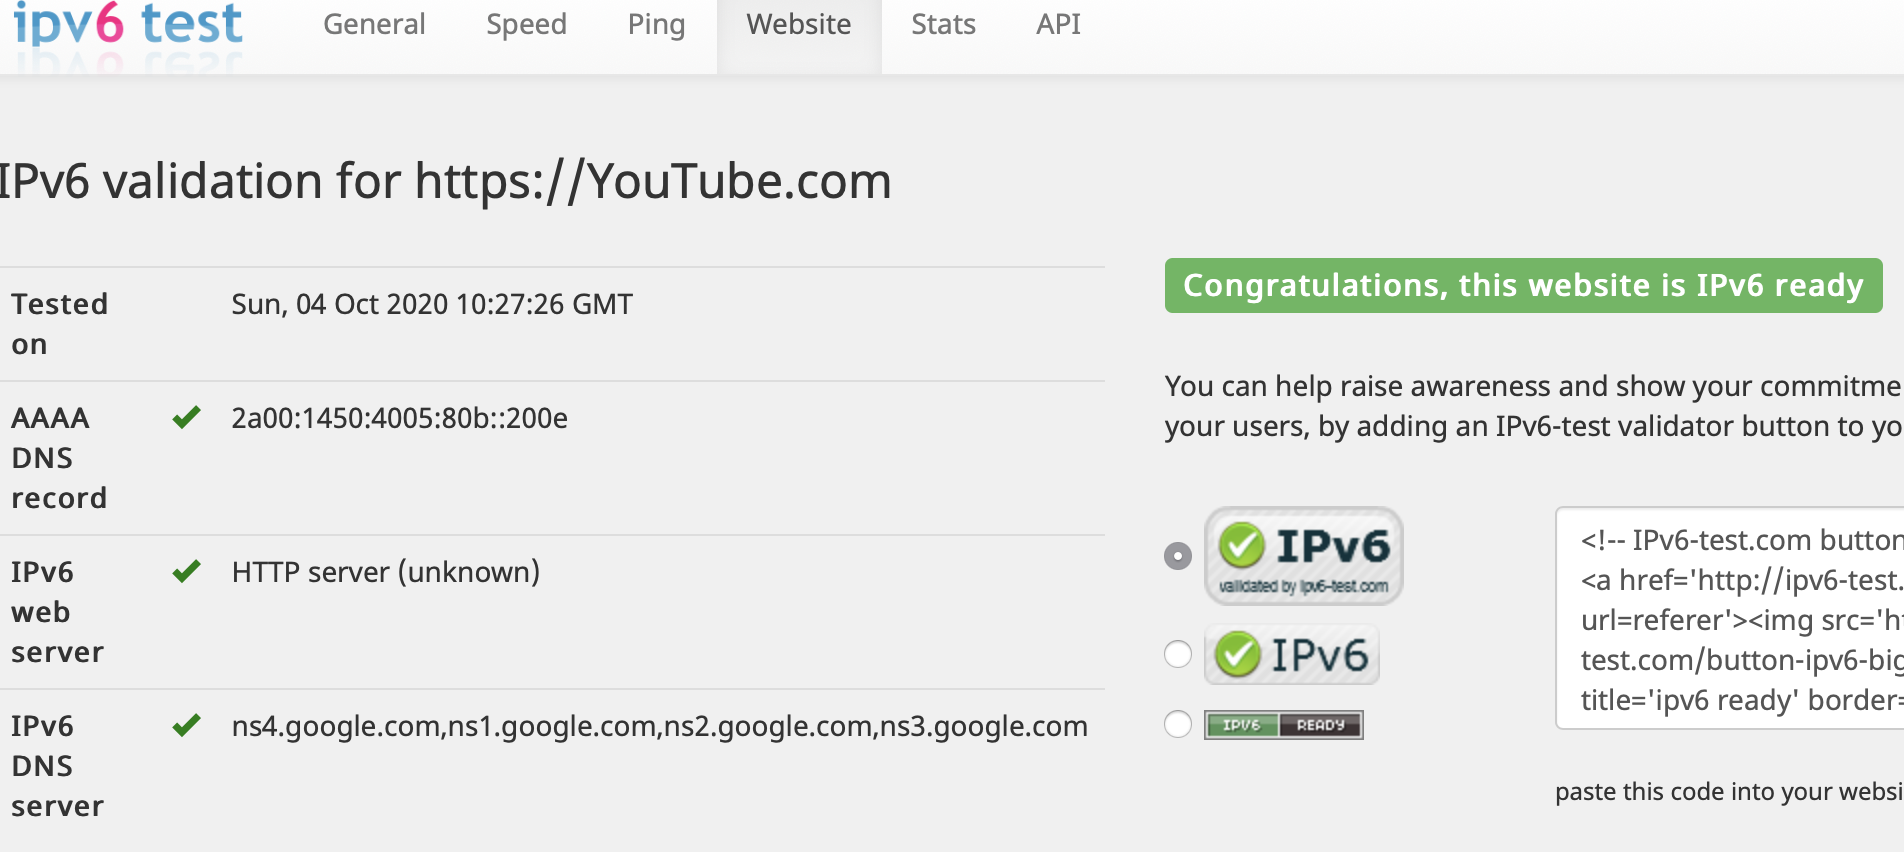 ipv6 test
General Speed Ping Website Stats API
IPv6 validation for https://YouTube.com
Tested on
Sun, 04 Oct 2020 10:27:26 GMT
AAAA DNS record
2a00:1450:4005:80b::200e
IPv6 web server
HTTP server (unknown)
IPv6 DNS server
ns4.google.com,ns1.google.com,ns2.google.com,ns3.google.com
Congratulations, this website is IPv6 ready
You can help raise awareness and show your commitme
your users, by adding an IPv6-test validator button to yo
IPv6
validated by ipv6-test.com
IPv6
IPV6 READY
<!-- IPv6-test.com button
<a href='http://ipv6-test.
url=referer'><img src='ht
test.com/button-ipv6-big
title='ipv6 ready' border=
paste this code into your websi